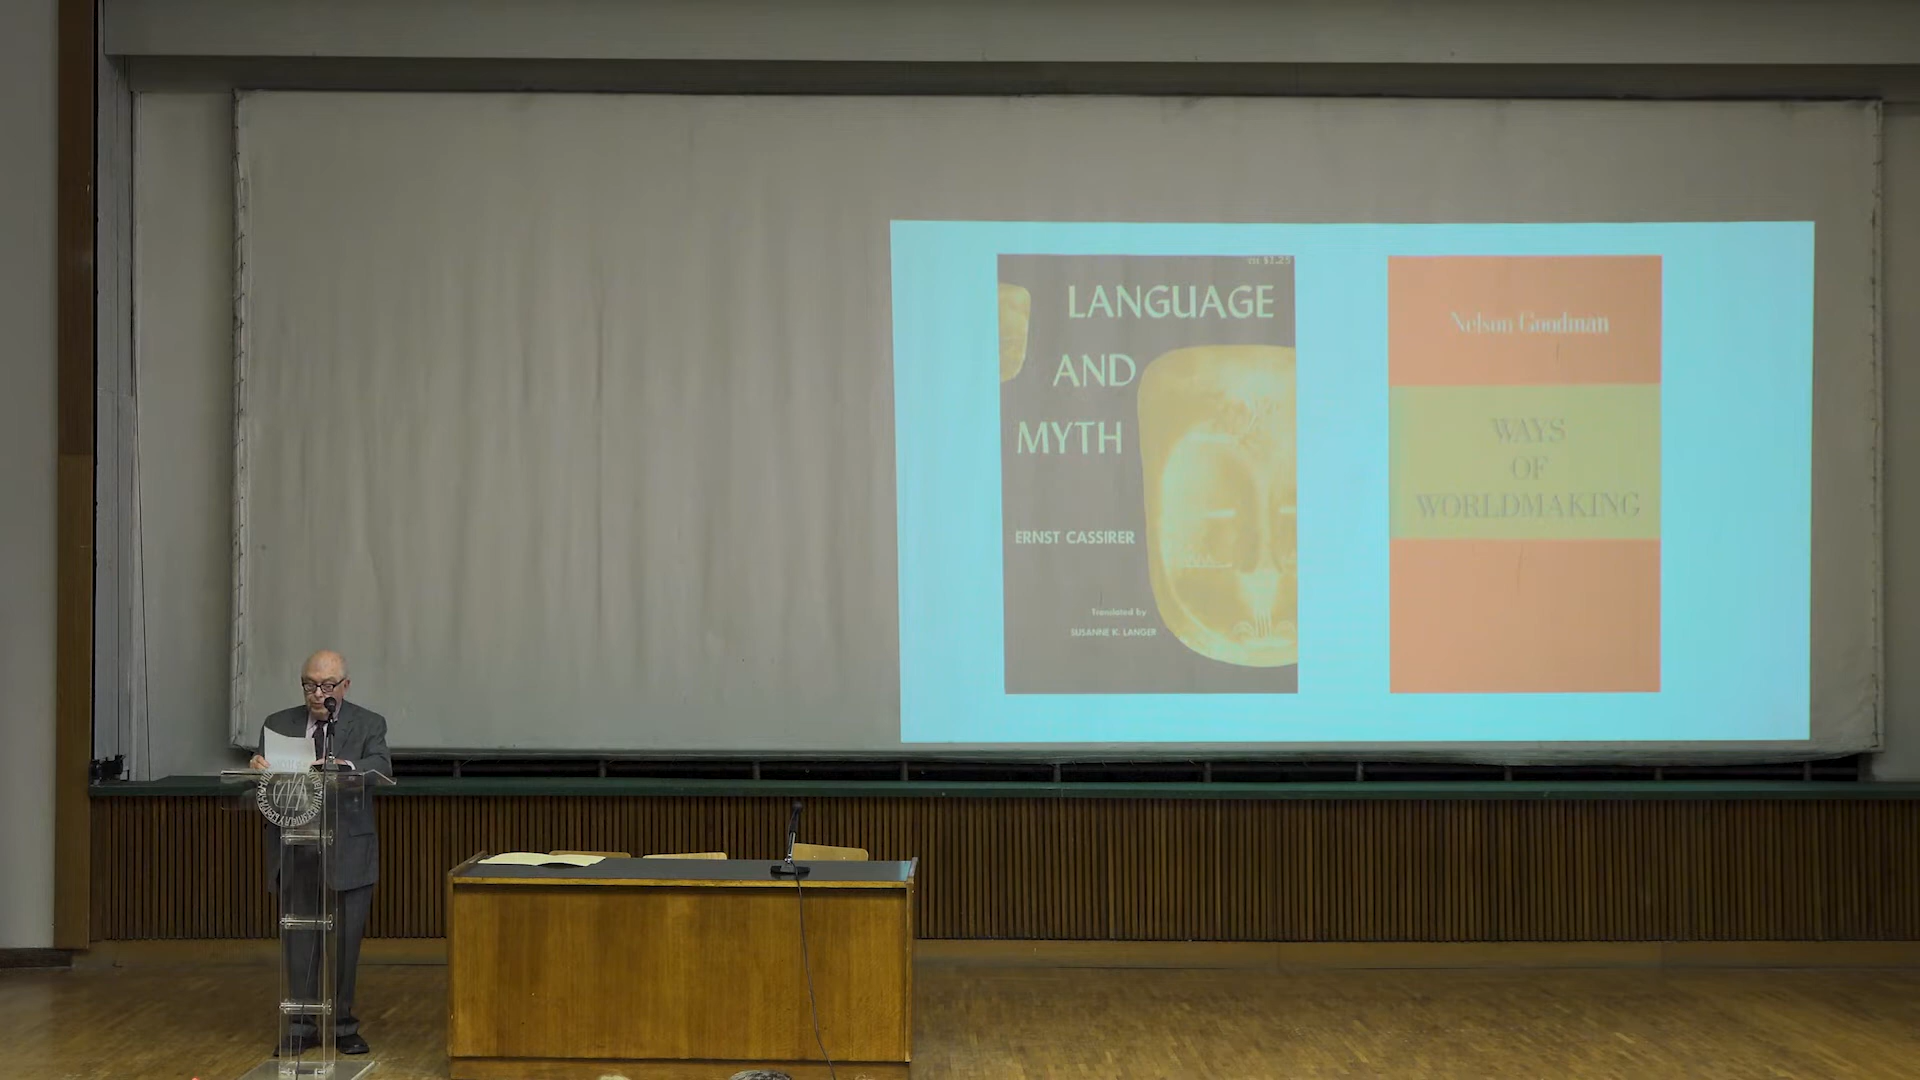 LANGUAGE
AND
MYTH
ERNST CASSIRER
Translated by
SUSANNE K. LANGER
Nelson Goodman
WAYS
OF
WORLDMAKING